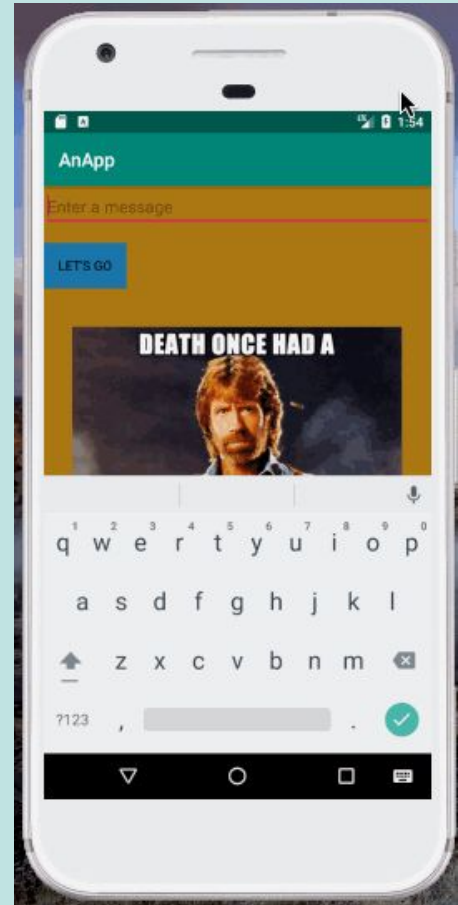 LTE 1:54
AnApp
Enter a message
LET'S GO
DEATH ONCE HAD A
1 2 3 4 5 6 7 8 9 0
q w e r t y u i o p
a s d f g h j k l
z x c v b n m
?123 , .